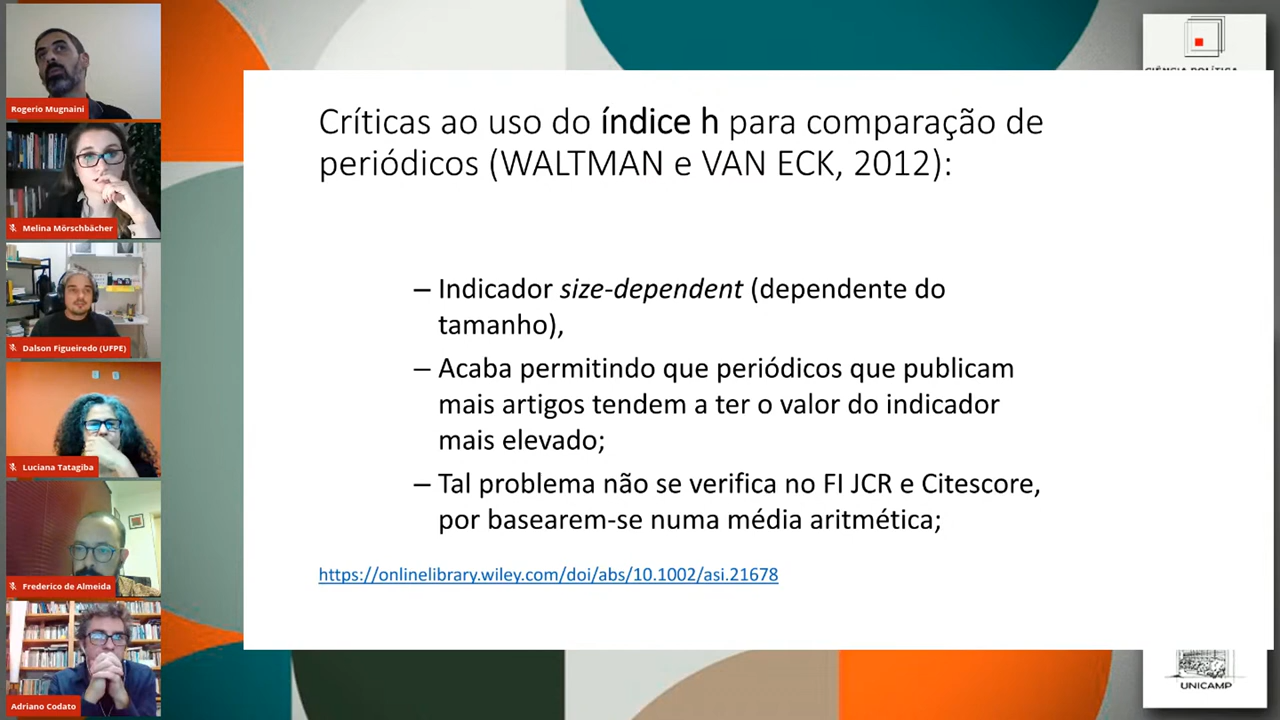 Rogerio Mugnaini
Melina Mörschbächer
Dalson Figueiredo (UFPE)
Luciana Tatagiba
Frederico de Almeida
Adriano Codato
Críticas ao uso do índice h para comparação de
periódicos (WALTMAN e VAN ECK, 2012):
– Indicador size-dependent (dependente do
tamanho),
– Acaba permitindo que periódicos que publicam
mais artigos tendem a ter o valor do indicador
mais elevado;
– Tal problema não se verifica no FI JCR e Citescore,
por basearem-se numa média aritmética;
https://onlinelibrary.wiley.com/doi/abs/10.1002/asi.21678
CIÊNCIA POLÍTICA
UNICAMP